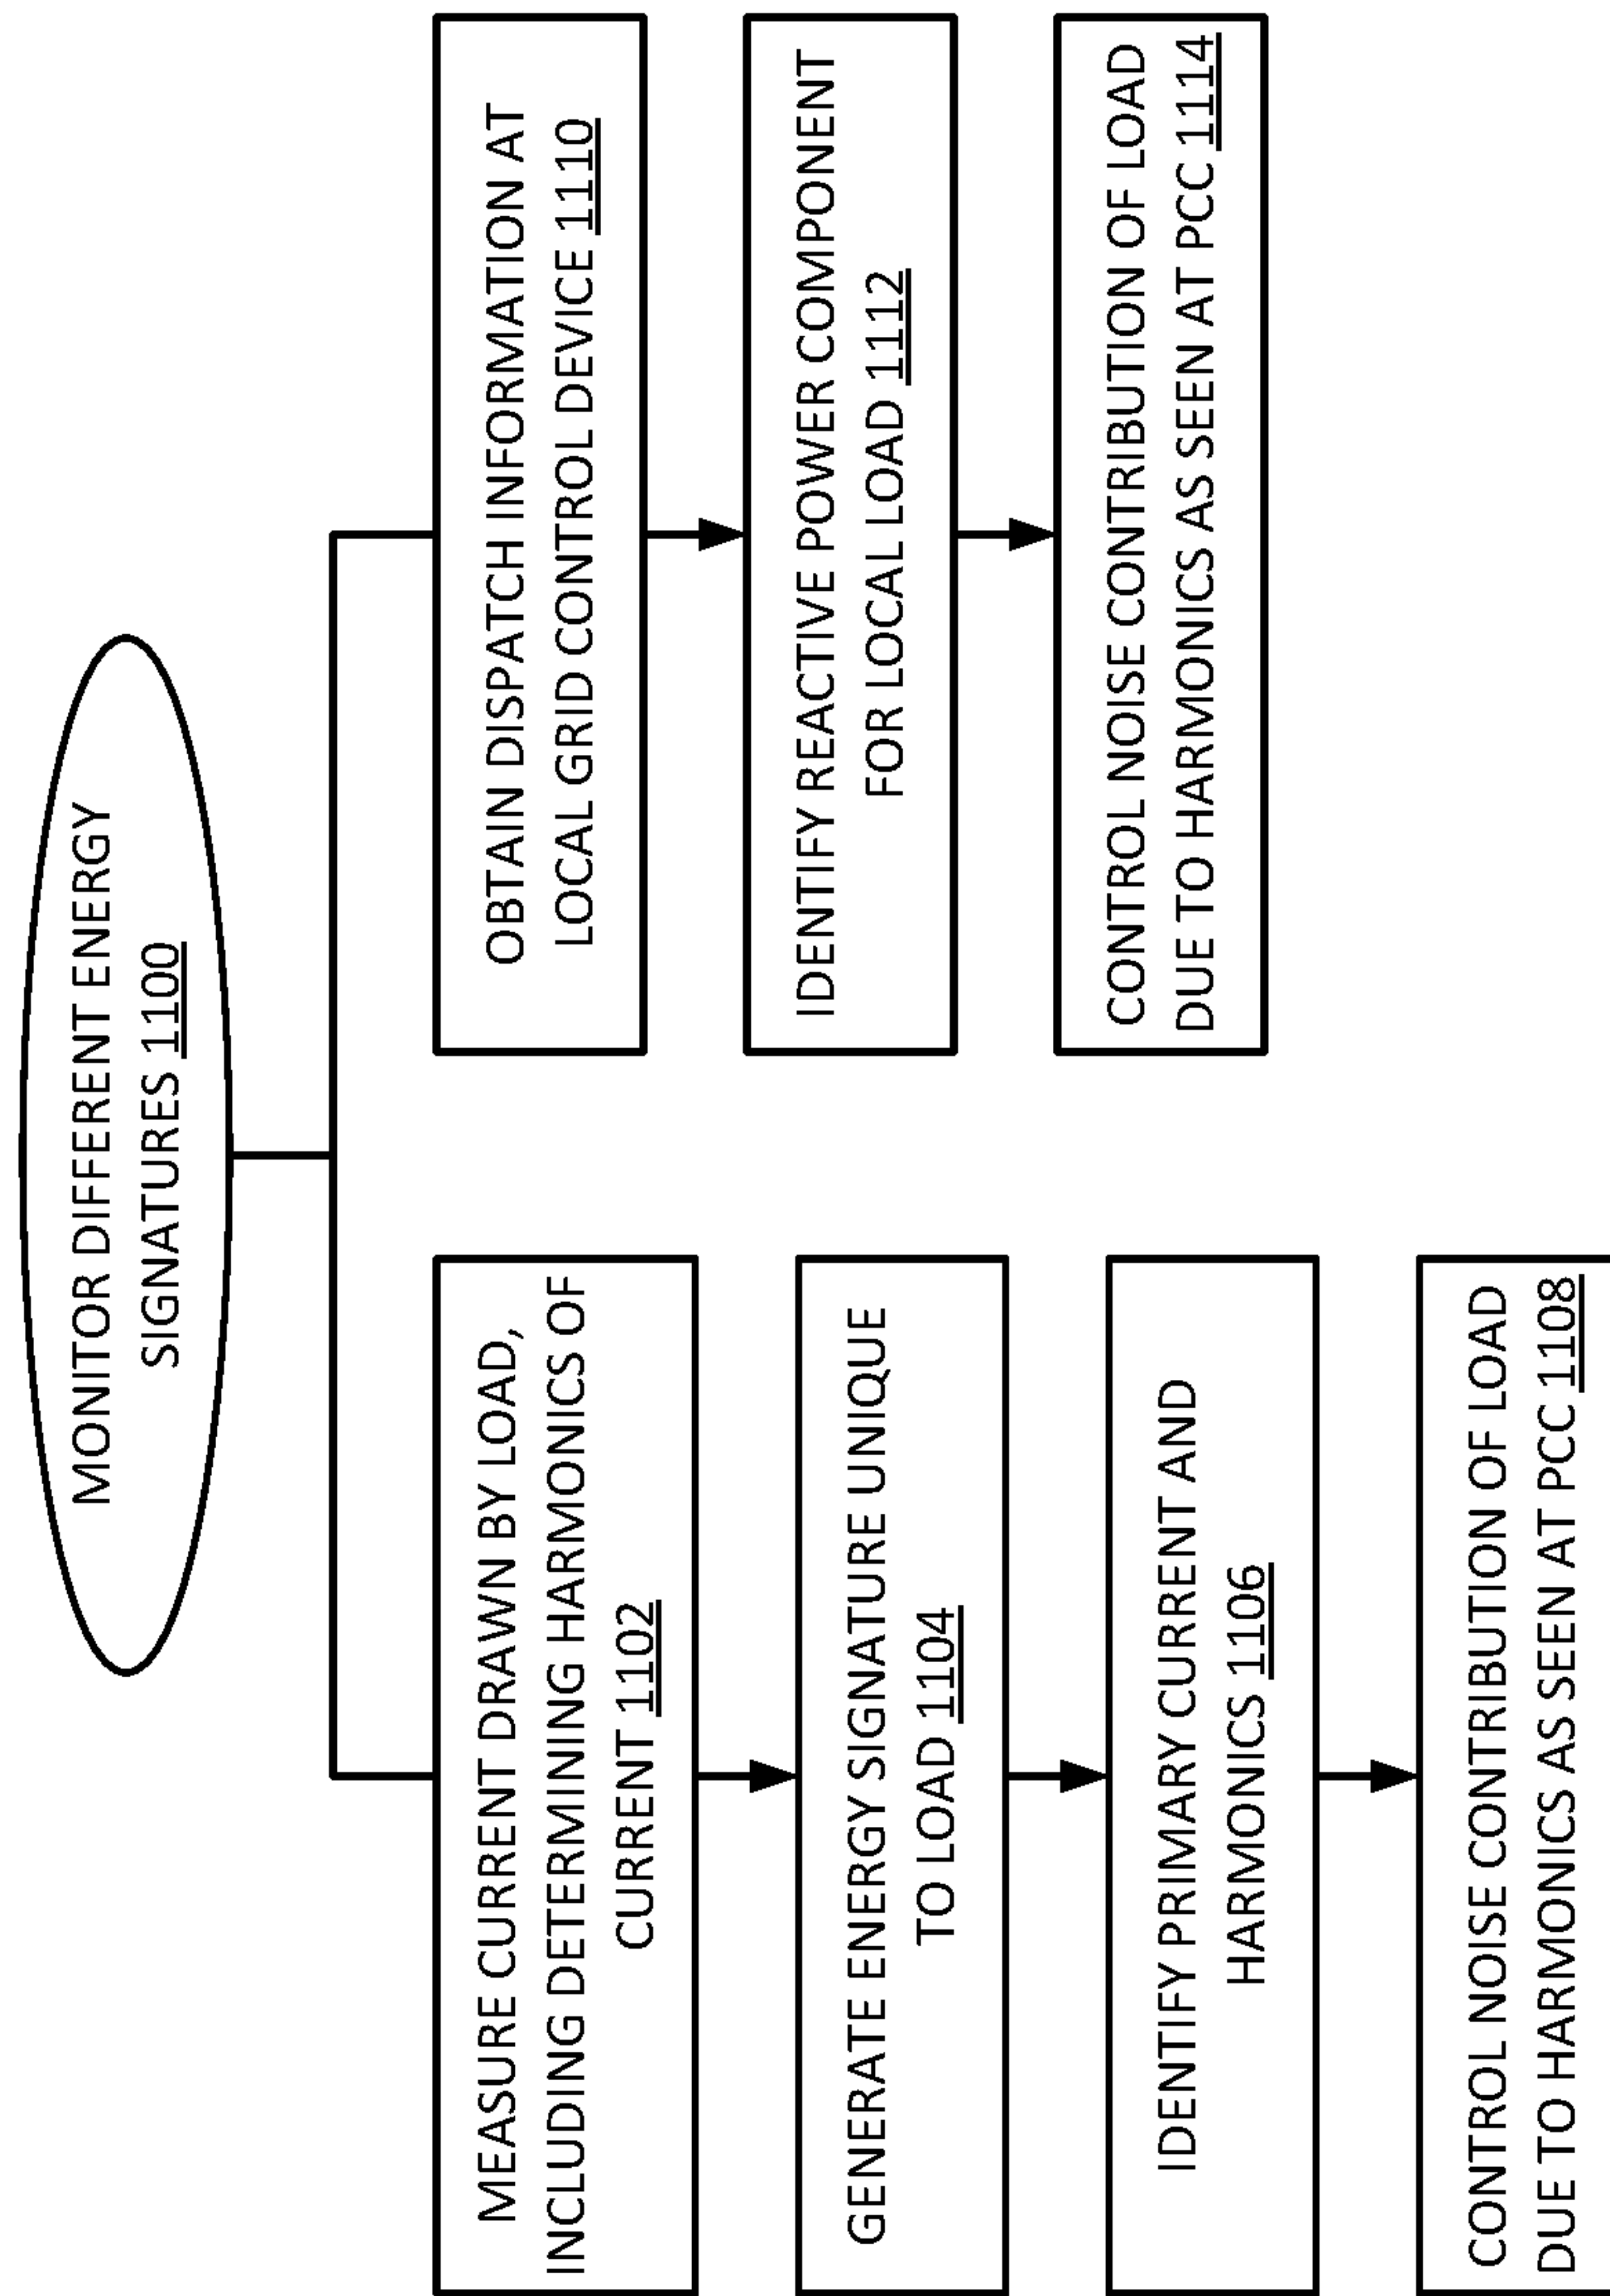 MONITOR DIFFERENT ENERGY
SIGNATURES 1100
MEASURE CURRENT DRAWN BY LOAD,
INCLUDING DETERMINING HARMONICS OF
CURRENT 1102
GENERATE ENERGY SIGNATURE UNIQUE
TO LOAD 1104
IDENTIFY PRIMARY CURRENT AND
HARMONICS 1106
CONTROL NOISE CONTRIBUTION OF LOAD
DUE TO HARMONICS AS SEEN AT PCC 1108
OBTAIN DISPATCH INFORMATION AT
LOCAL GRID CONTROL DEVICE 1110
IDENTIFY REACTIVE POWER COMPONENT
FOR LOCAL LOAD 1112
CONTROL NOISE CONTRIBUTION OF LOAD
DUE TO HARMONICS AS SEEN AT PCC 1114